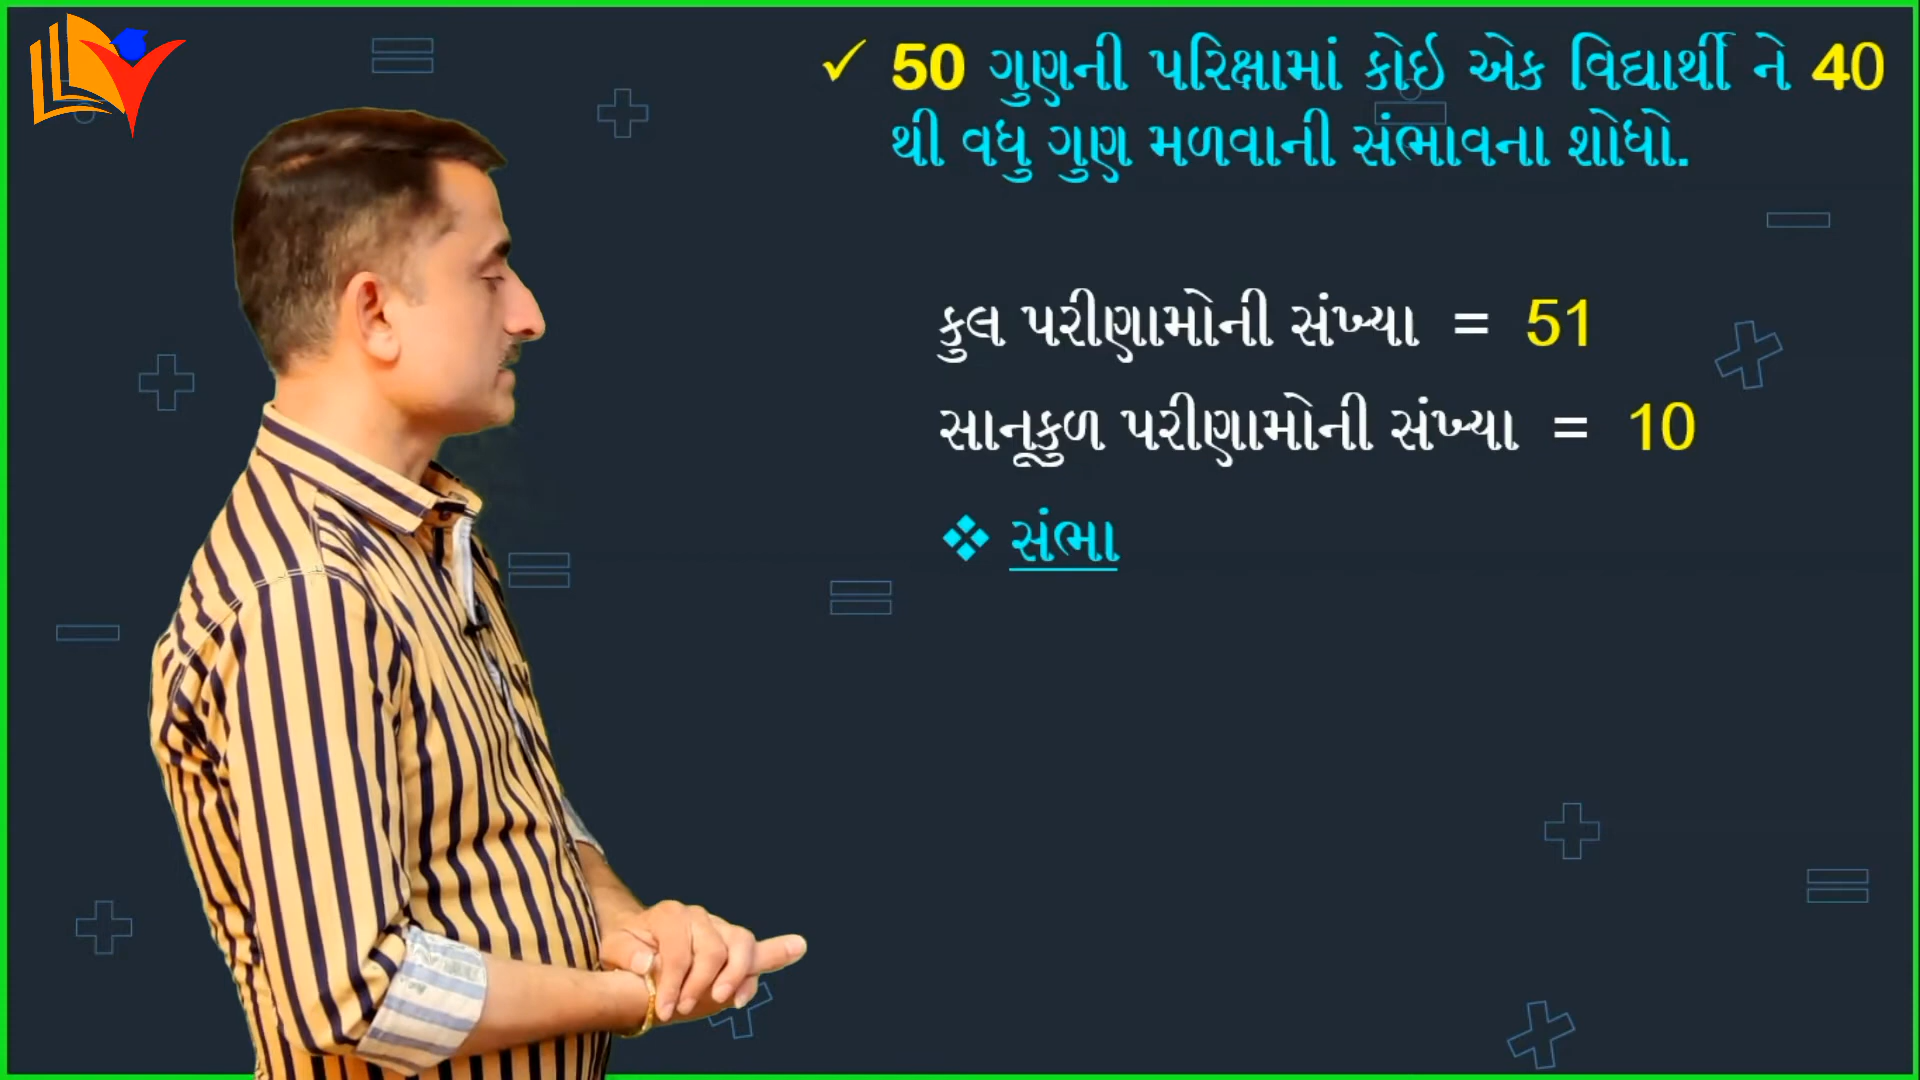 ✓ 50 ગુણની પરિક્ષામાં કોઈ એક વિદ્યાર્થી ને 40
થી વધુ ગુણ મળવાની સંભાવના શોધો.
કુલ પરીણામોની સંખ્યા = 51
સાનૂકુળ પરીણામોની સંખ્યા = 10
❖ સંભા